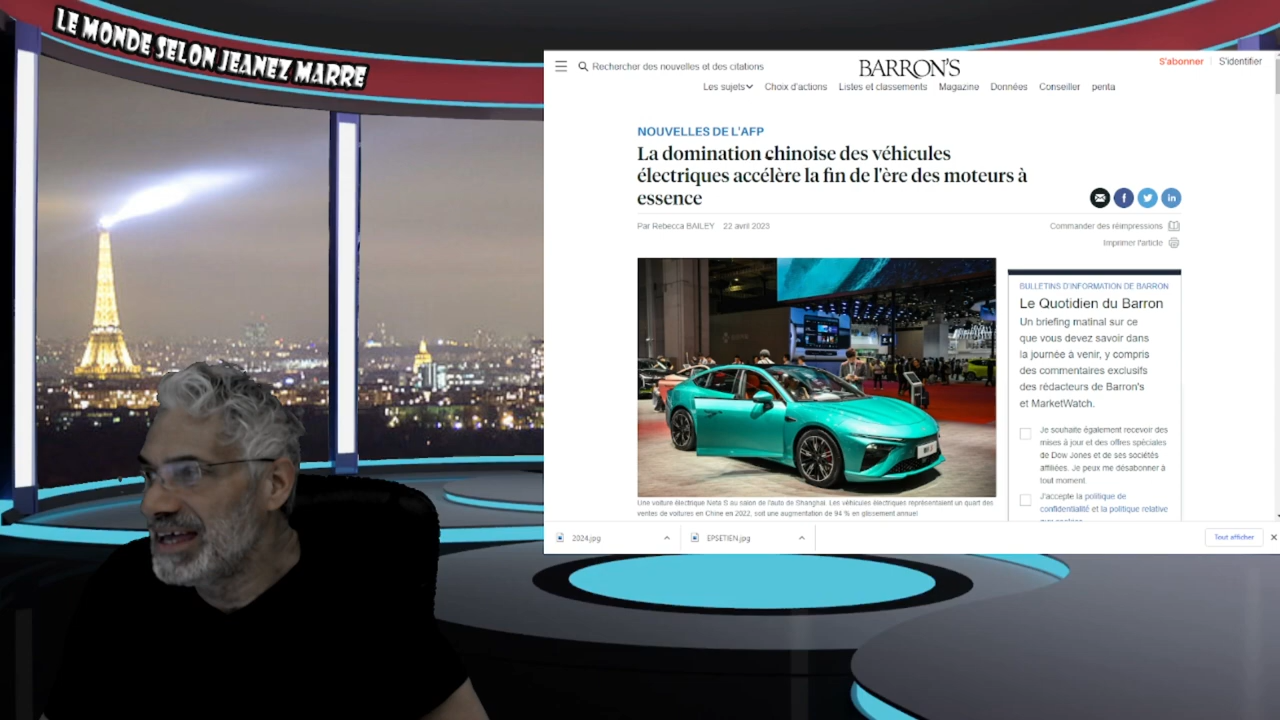 LE MONDE SELON JEANEZ MARRE
S'abonner
S'identifier
Rechercher des nouvelles et des citations
BARRON'S
Les sujets
Choix d'actions
Listes et classements
Magazine
Données
Conseiller
penta
NOUVELLES DE L'AFP
La domination chinoise des véhicules
électriques accélère la fin de l'ère des moteurs à
essence
Par Rebecca BAILEY 22 avril 2023
Commander des réimpressions
Imprimer l'article
Une voiture électrique Neta S au salon de l'auto de Shanghai. Les véhicules électriques représentaient un quart des
ventes de voitures en Chine en 2022, soit une augmentation de 94 % en glissement annuel
BULLETINS D'INFORMATION DE BARRON
Le Quotidien du Barron
Un briefing matinal sur ce
que vous devez savoir dans
la journée à venir, y compris
des commentaires exclusifs
des rédacteurs de Barron's
et MarketWatch.
Je souhaite également recevoir des
mises à jour et des offres spéciales
de Dow Jones et de ses sociétés
affiliées. Je peux me désabonner à
tout moment
J'accepte la politique de
confidentialité et la politique relative
2024.jpg
EPSETIEN.jpg
Tout afficher